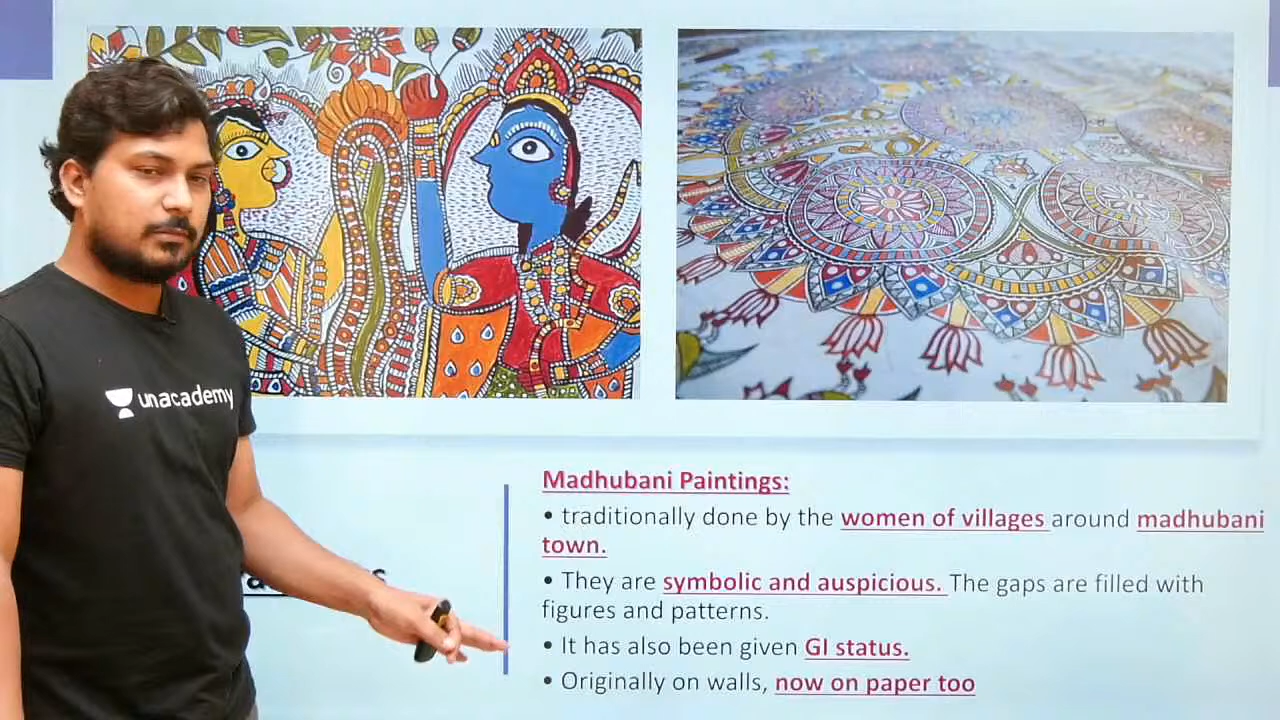 unacademy
Madhubani Paintings:
• traditionally done by the women of villages around madhubani
town.
• They are symbolic and auspicious. The gaps are filled with
figures and patterns.
• It has also been given GI status.
• Originally on walls, now on paper too